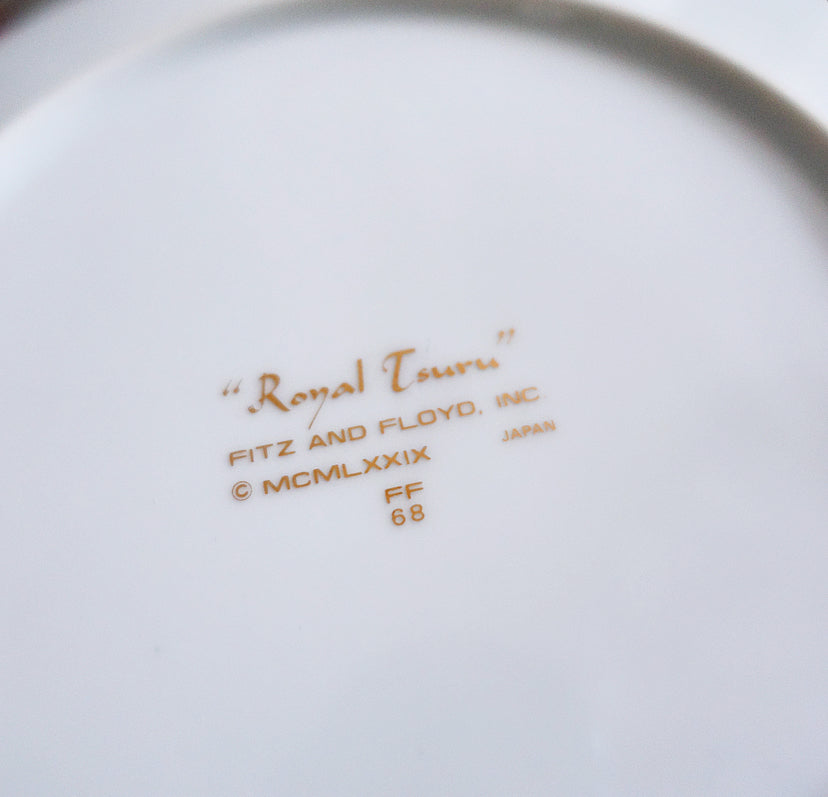 “Royal Tsuru”
FITZ AND FLOYD, INC.
© MCMLXXIX JAPAN
FF
68